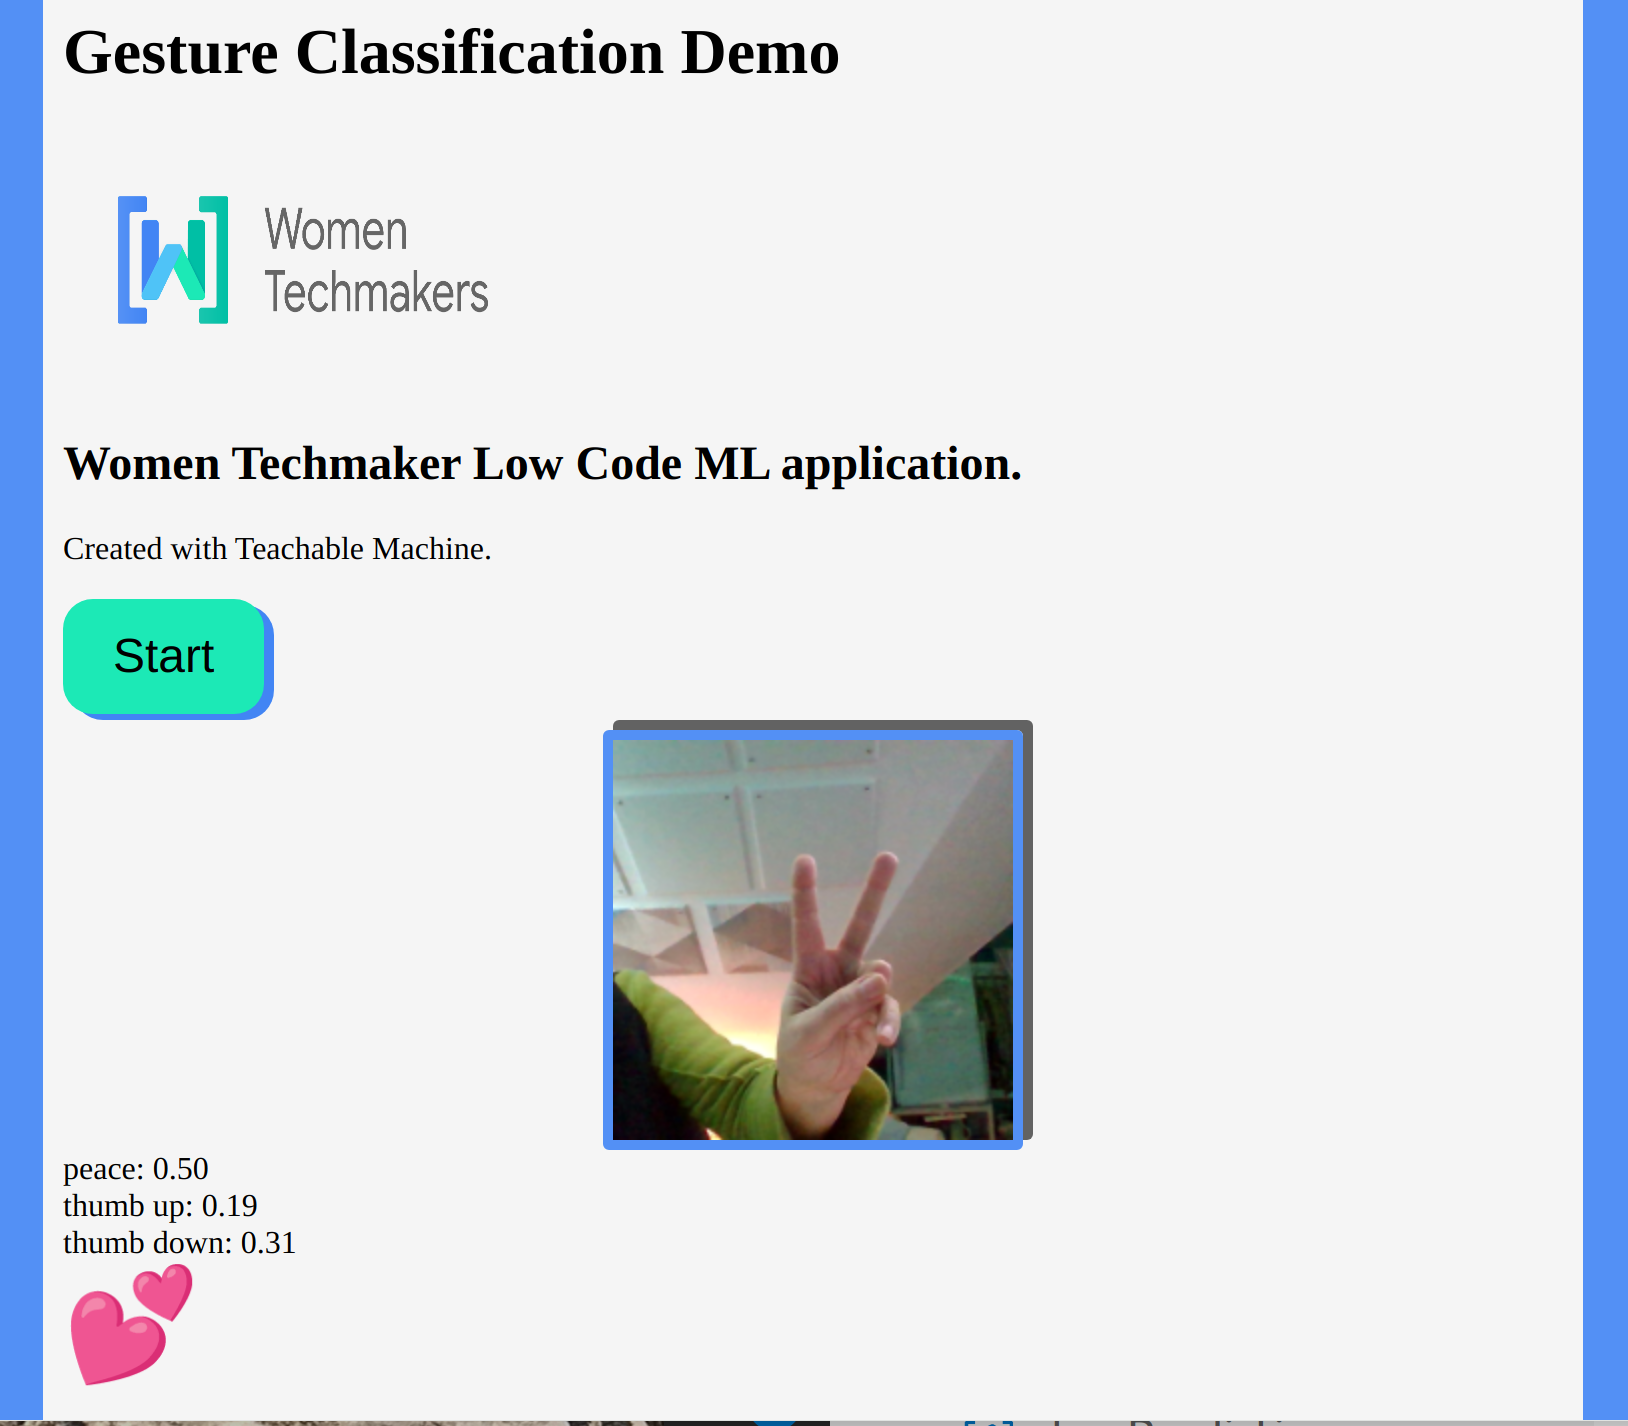 Gesture Classification Demo
Women
Techmakers
Women Techmaker Low Code ML application.
Created with Teachable Machine.
Start
peace: 0.50
thumb up: 0.19
thumb down: 0.31